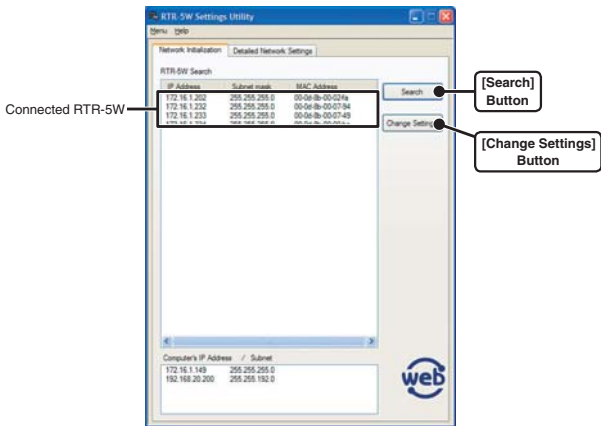 RTR-5W Settings Utility
Menu Help
Network Initialization Detailed Network Settings
RTR-5W Search
IP Address Subnet mask MAC Address
172.16.1.202 255.255.255.0 00-0d-8b-00-024a
172.16.1.232 255.255.255.0 00-0d-8b-00-07-94
172.16.1.233 255.255.255.0 00-0d-8b-00-07-49
Search
Change Settings
Connected RTR-5W
[Search]
Button
[Change Settings]
Button
Computer's IP Address / Subnet
172.16.1.149 255.255.255.0
192.168.20.200 255.255.192.0
web